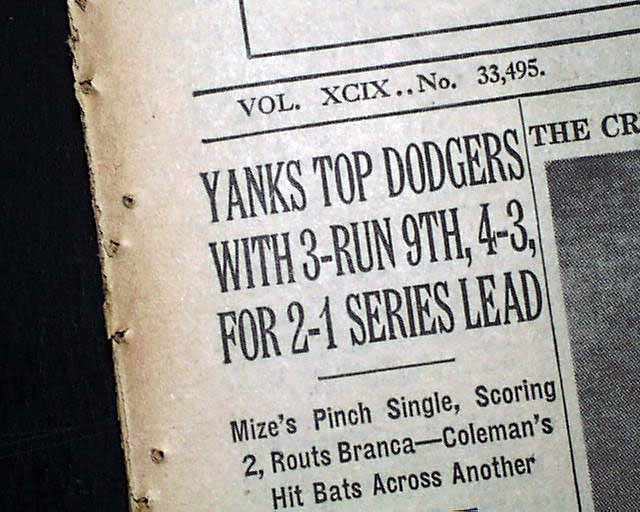 VOL. XCIX..No. 33,495.
THE CR
YANKS TOP DODGERS
WITH 3-RUN 9TH, 4-3,
FOR 2-1 SERIES LEAD
Mize's Pinch Single, Scoring
2, Routs Branca—Coleman's
Hit Bats Across Another